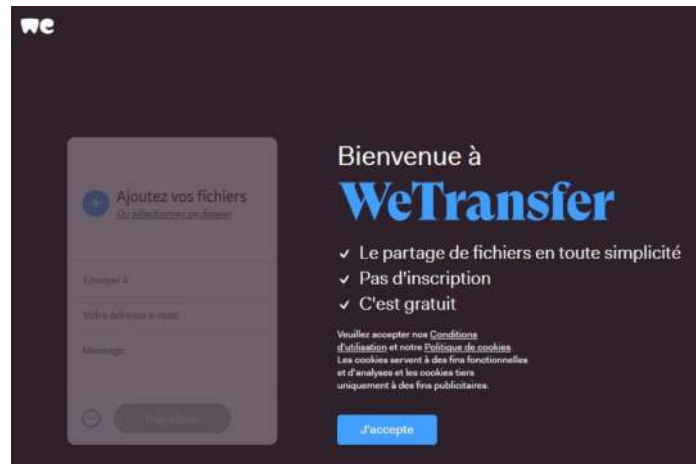 we
Ajoutez vos fichiers
Ou sélectionnez un dossier
Envoyer à
Votre adresse e-mail
Message
Transférer
Bienvenue à
WeTransfer
Le partage de fichiers en toute simplicité
Pas d'inscription
C'est gratuit
Veuillez accepter nos Conditions
d'utilisation et notre Politique de cookies.
Les cookies servent à des fins fonctionnelles
et d'analyses et les cookies tiers
uniquement à des fins publicitaires.
J'accepte